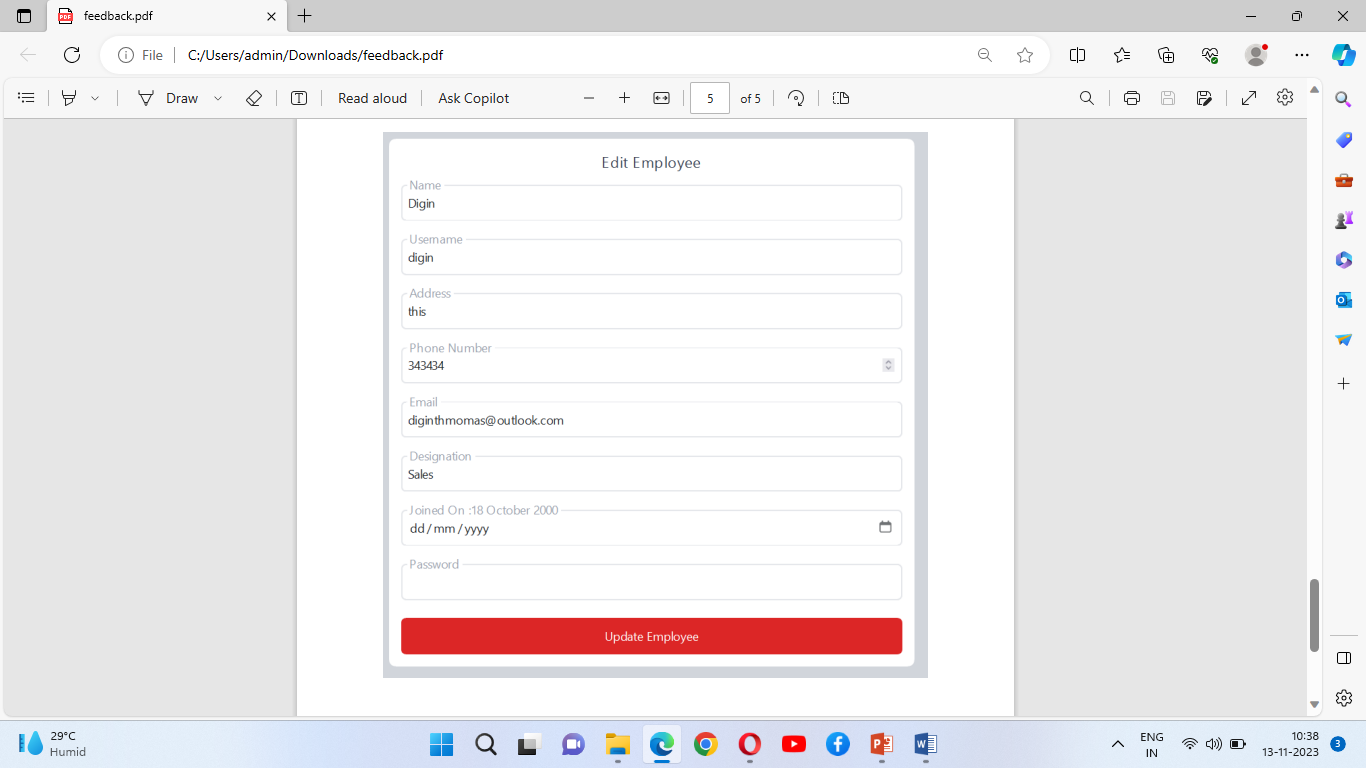 feedback.pdf
File
C:/Users/admin/Downloads/feedback.pdf
Draw
Read aloud
Ask Copilot
5
of 5
Edit Employee
Name
Digin
Username
digin
Address
this
Phone Number
343434
Email
diginthmomas@outlook.com
Designation
Sales
Joined On :18 October 2000
dd/mm/yyyy
Password
Update Employee
29°C
Humid
ENG
IN
10:38
13-11-2023
3